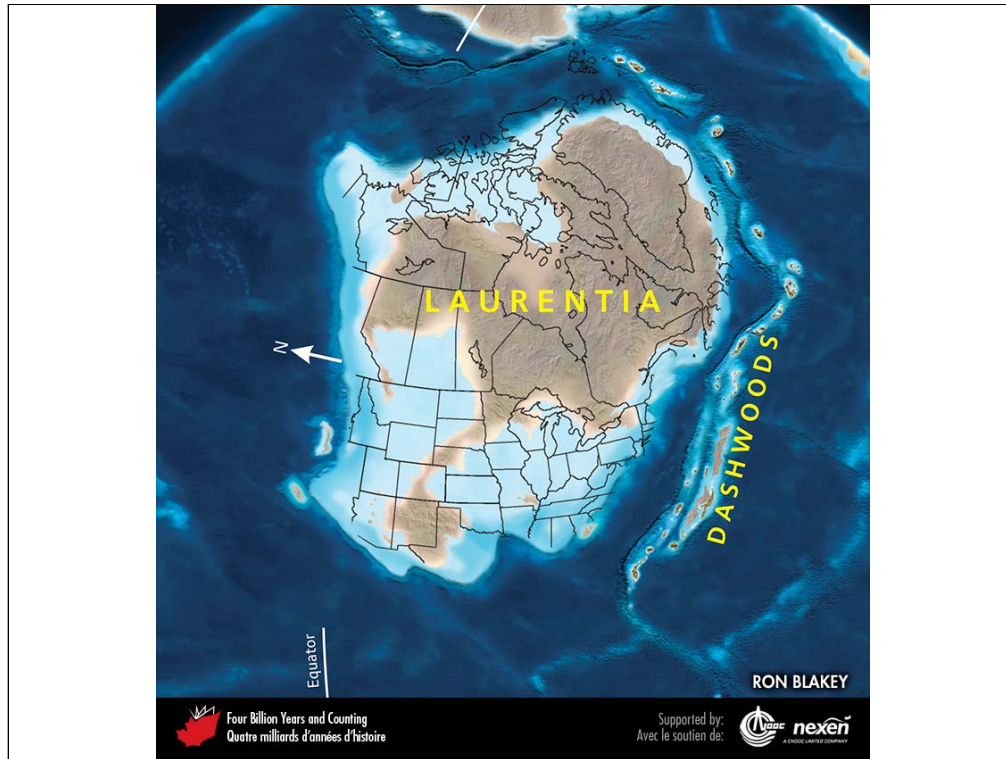 LAURENTIA
N
DASHWOODS
Equator
RON BLAKEY
Four Billion Years and Counting
Quatre milliards d'années d'histoire
Supported by:
Avec le soutien de:
CNOOC
nexen
A CNOOC LIMITED COMPANY